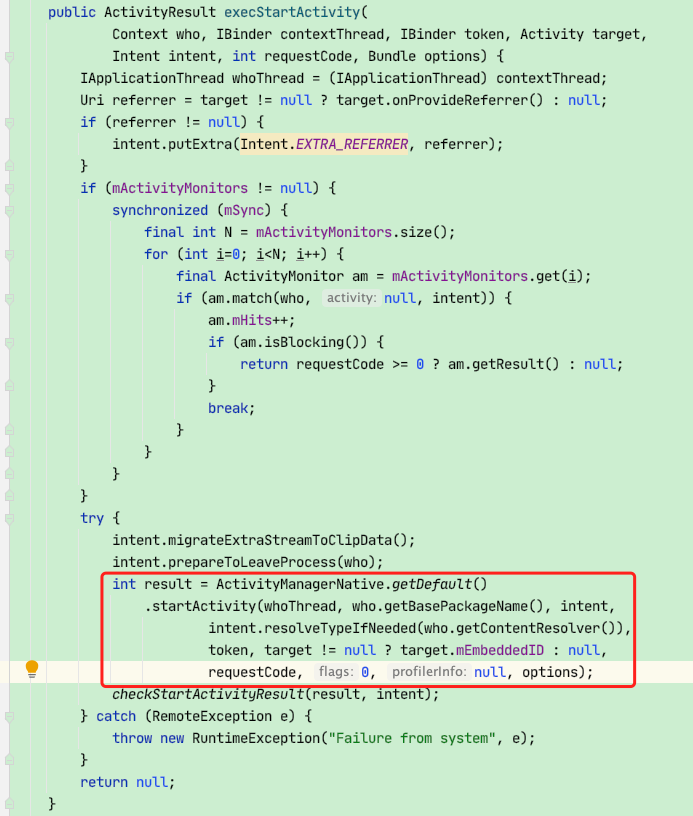 public ActivityResult execStartActivity(
        Context who, IBinder contextThread, IBinder token, Activity target,
        Intent intent, int requestCode, Bundle options) {
    IApplicationThread whoThread = (IApplicationThread) contextThread;
    Uri referrer = target != null ? target.onProvideReferrer() : null;
    if (referrer != null) {
        intent.putExtra(Intent.EXTRA_REFERRER, referrer);
    }
    if (mActivityMonitors != null) {
        synchronized (mSync) {
            final int N = mActivityMonitors.size();
            for (int i=0; i<N; i++) {
                final ActivityMonitor am = mActivityMonitors.get(i);
                if (am.match(who, activity: null, intent)) {
                    am.mHits++;
                    if (am.isBlocking()) {
                        return requestCode >= 0 ? am.getResult() : null;
                    }
                    break;
                }
            }
        }
    }
    try {
        intent.migrateExtraStreamToClipData();
        intent.prepareToLeaveProcess(who);
        int result = ActivityManagerNative.getDefault()
            .startActivity(whoThread, who.getBasePackageName(), intent,
                    intent.resolveTypeIfNeeded(who.getContentResolver()),
                    token, target != null ? target.mEmbeddedID : null,
                    requestCode, flags: 0, profilerInfo: null, options);
        checkStartActivityResult(result, intent);
    } catch (RemoteException e) {
        throw new RuntimeException("Failure from system", e);
    }
    return null;
}